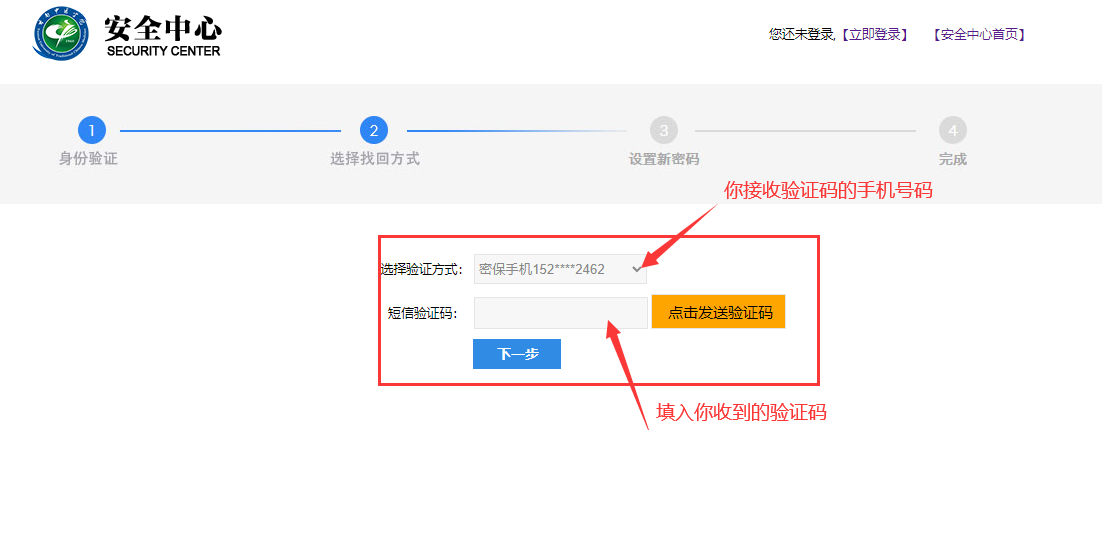 安全中心
SECURITY CENTER
您还未登录,【立即登录】 【安全中心首页】
1 2 3 4
身份验证 选择找回方式 设置新密码 完成
你接收验证码的手机号码
选择验证方式： 密保手机152****2462
短信验证码： 点击发送验证码
下一步
填入你收到的验证码